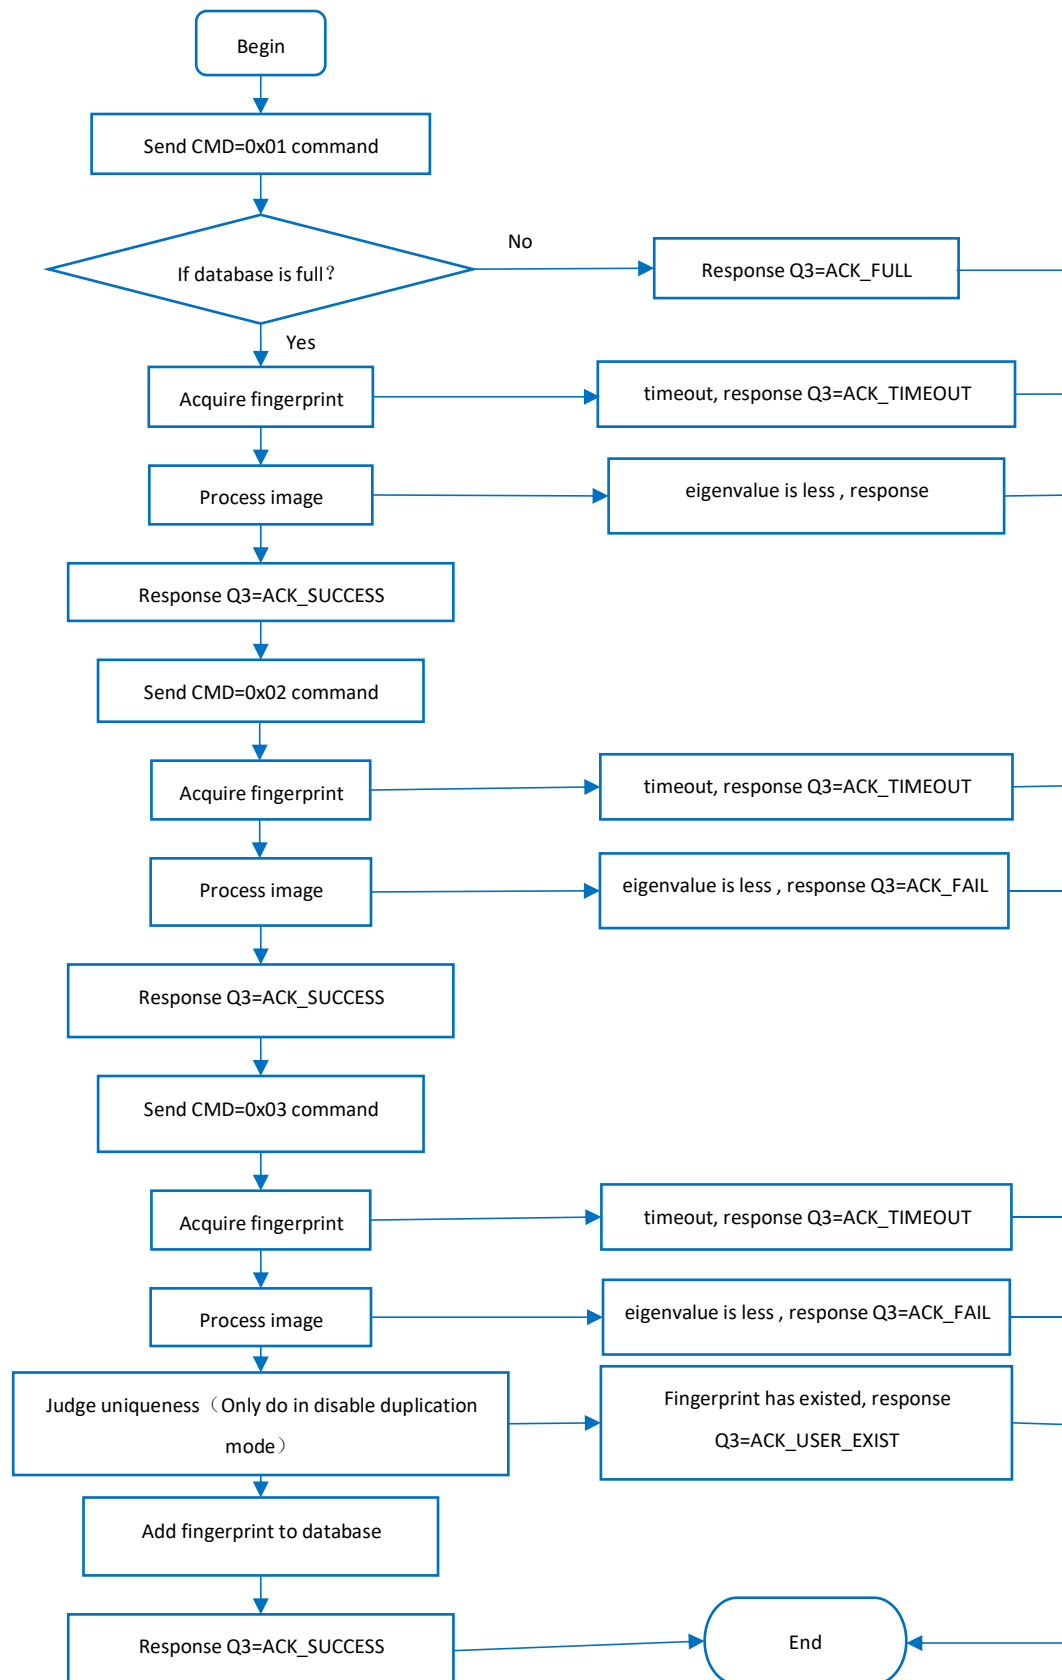 Begin
Send CMD=0x01 command
If database is full？
No
Response Q3=ACK_FULL
Yes
Acquire fingerprint
timeout, response Q3=ACK_TIMEOUT
Process image
eigenvalue is less , response
Response Q3=ACK_SUCCESS
Send CMD=0x02 command
Acquire fingerprint
timeout, response Q3=ACK_TIMEOUT
Process image
eigenvalue is less , response Q3=ACK_FAIL
Response Q3=ACK_SUCCESS
Send CMD=0x03 command
Acquire fingerprint
timeout, response Q3=ACK_TIMEOUT
Process image
eigenvalue is less , response Q3=ACK_FAIL
Judge uniqueness（Only do in disable duplication
mode）
Fingerprint has existed, response
Q3=ACK_USER_EXIST
Add fingerprint to database
Response Q3=ACK_SUCCESS
End